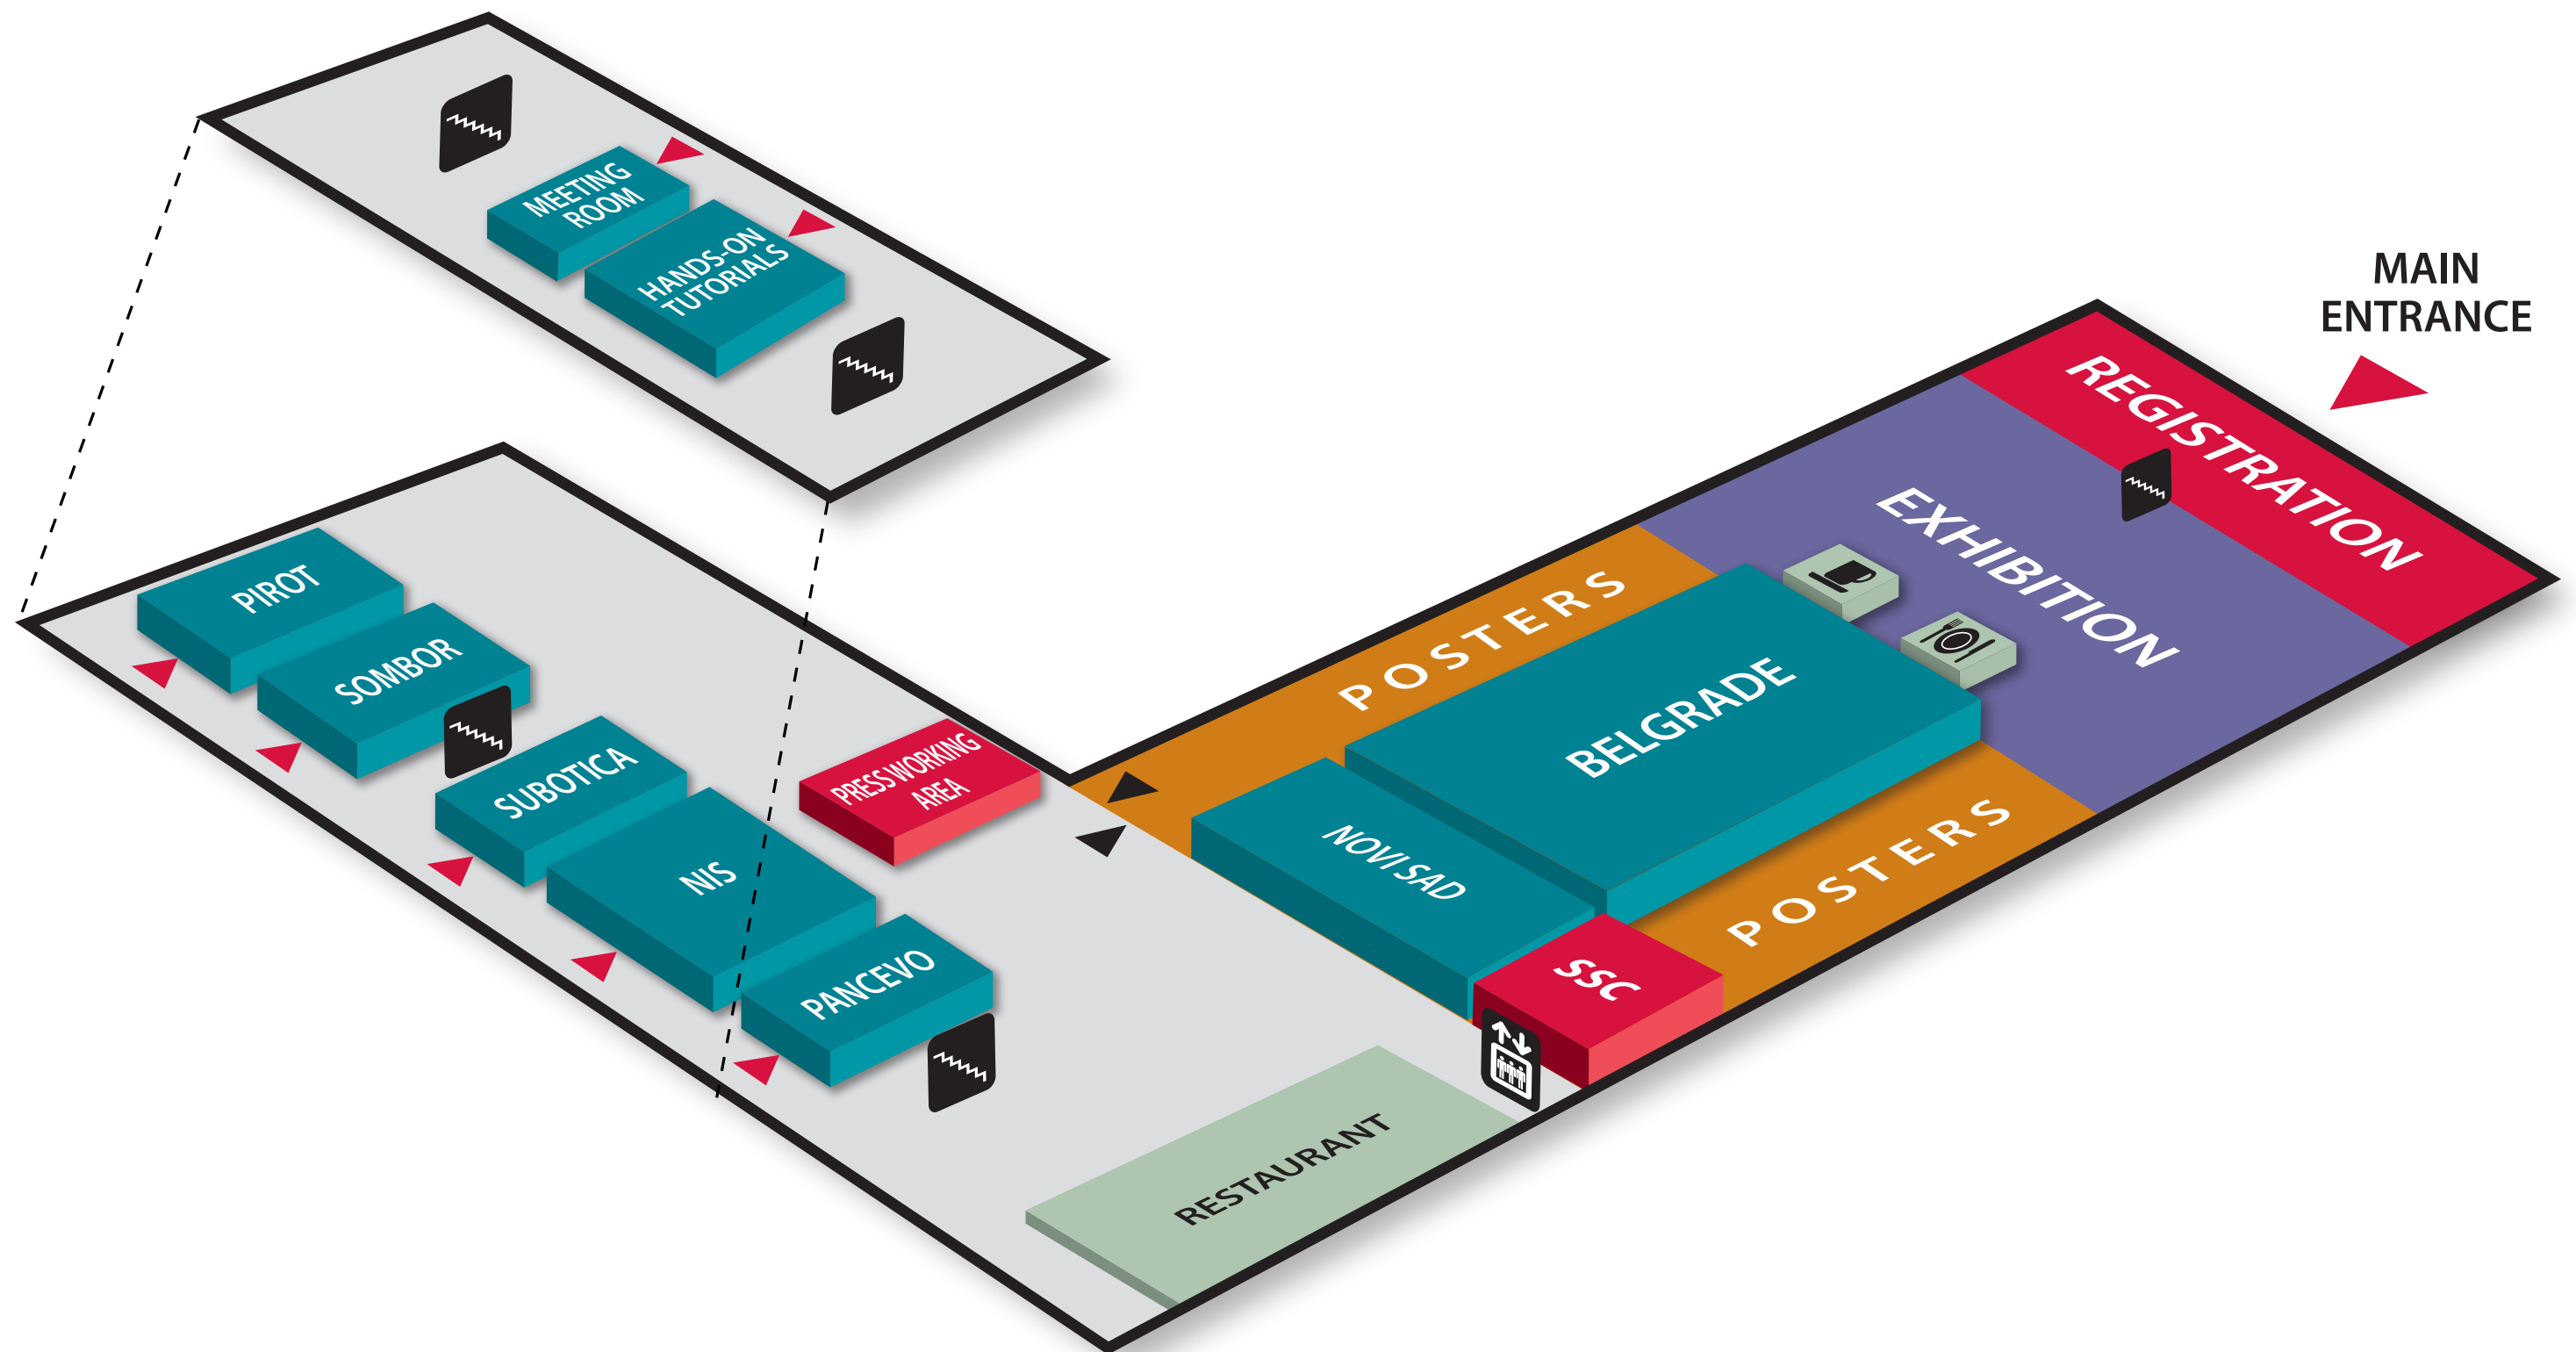 MEETING
ROOM
HANDS-ON
TUTORIALS
MAIN
ENTRANCE
REGISTRATION
EXHIBITION
POSTERS
BELGRADE
NOVI SAD
POSTERS
SSC
PIROT
SOMBOR
SUBOTICA
NIS
PANCEVO
PRESS WORKING
AREA
RESTAURANT